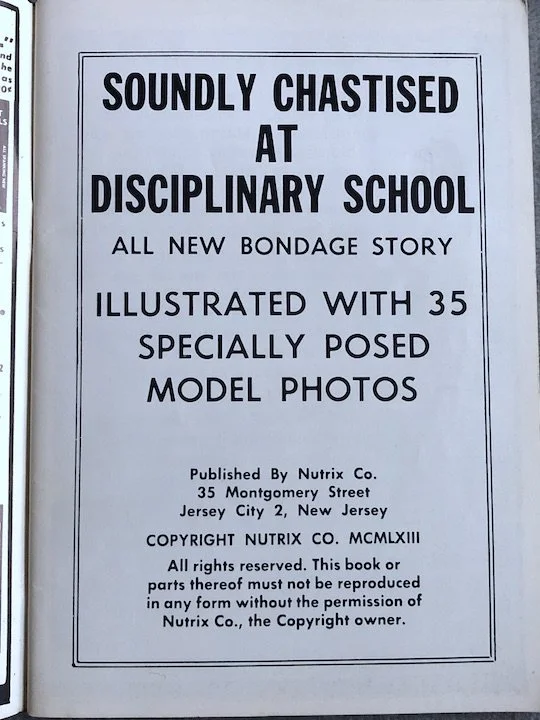 SOUNDLY CHASTISED
AT
DISCIPLINARY SCHOOL
ALL NEW BONDAGE STORY
ILLUSTRATED WITH 35
SPECIALLY POSED
MODEL PHOTOS
Published By Nutrix Co.
35 Montgomery Street
Jersey City 2, New Jersey
COPYRIGHT NUTRIX CO. MCMLXIII
All rights reserved. This book or
parts thereof must not be reproduced
in any form without the permission of
Nutrix Co., the Copyright owner.